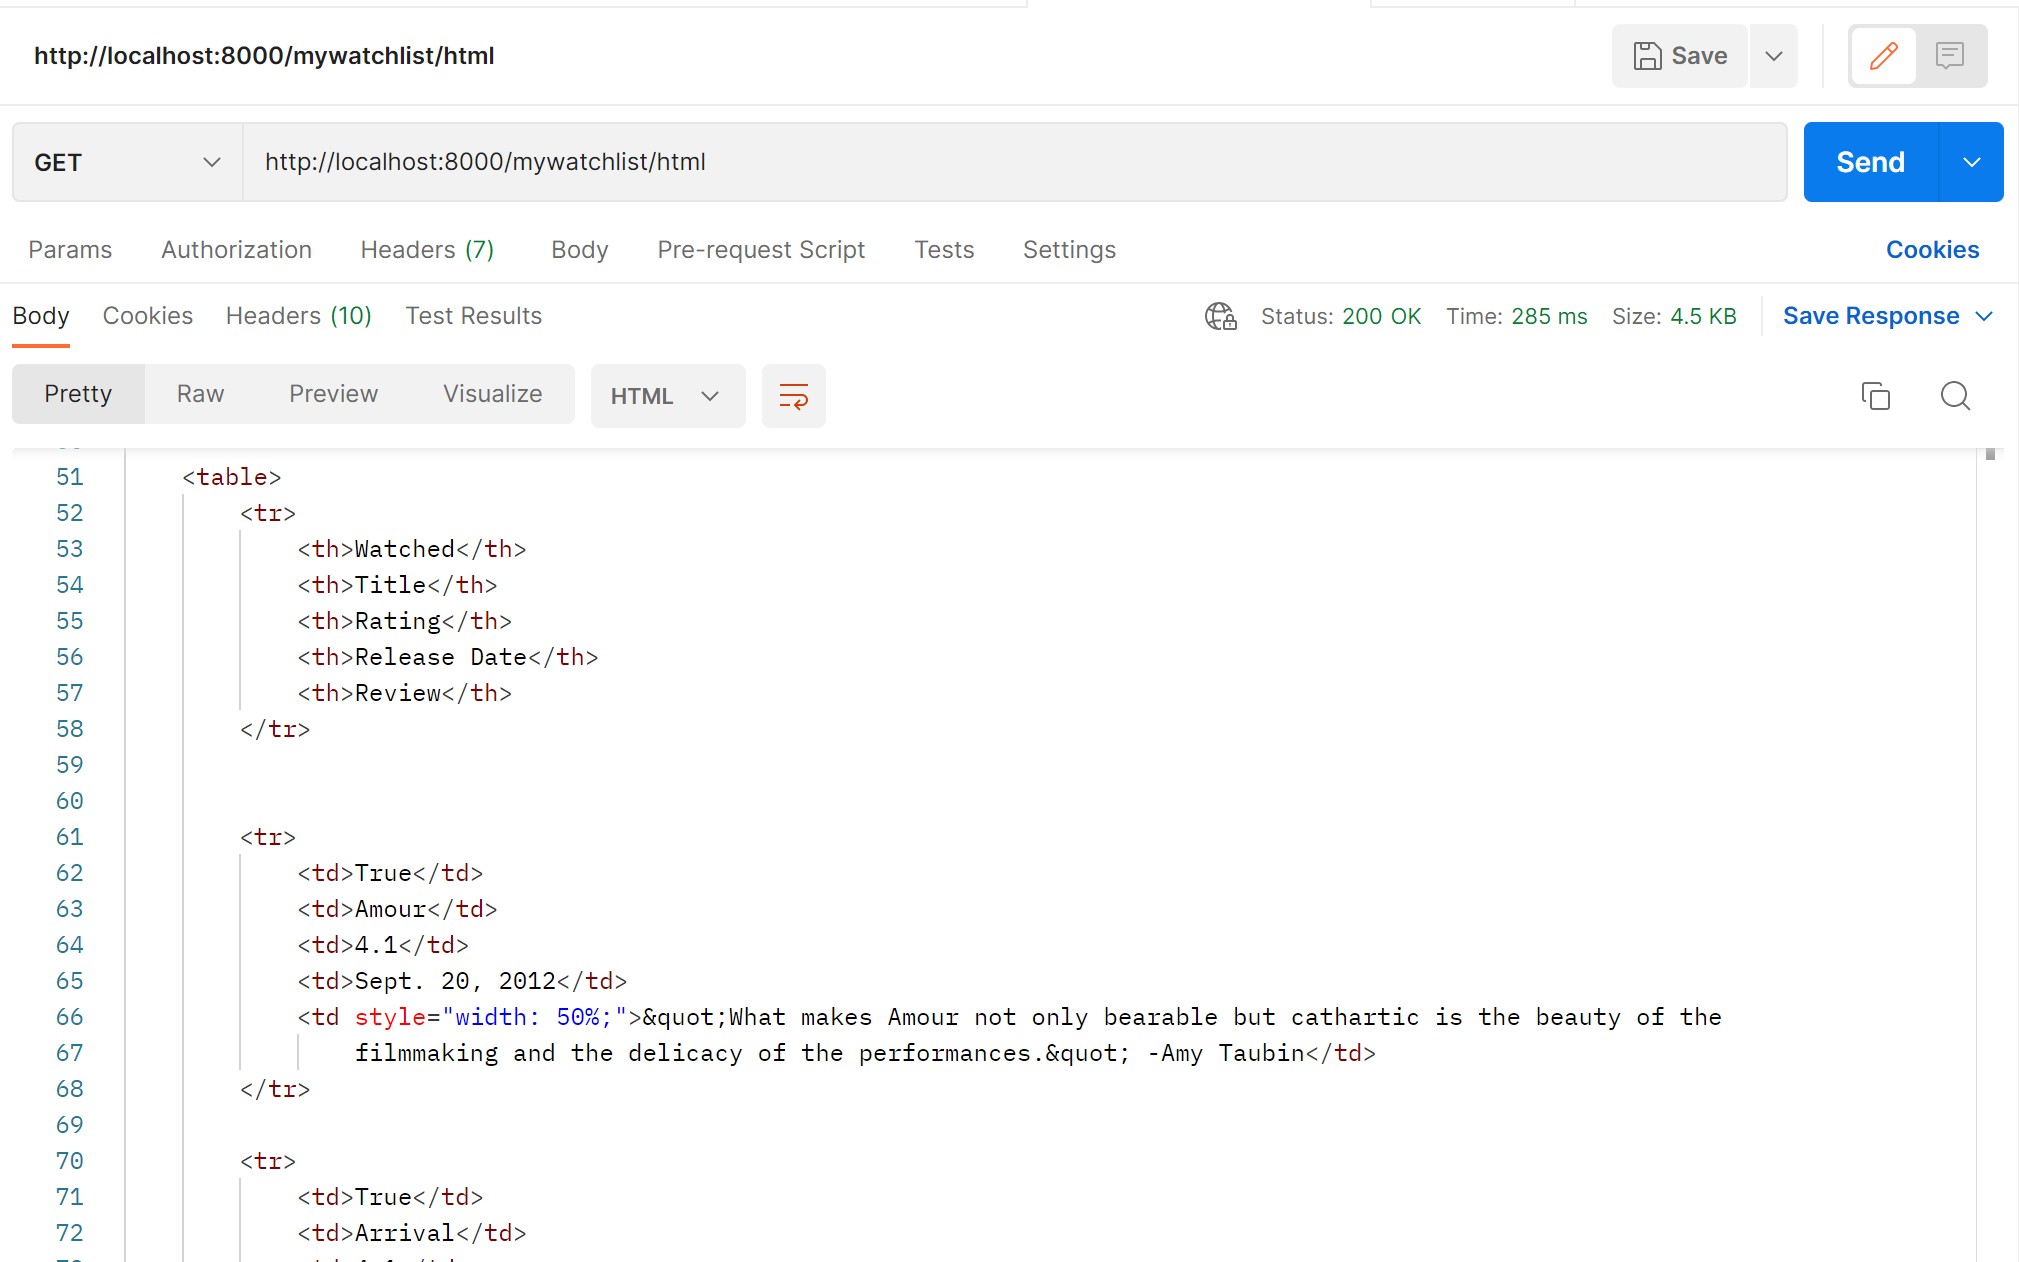 http://localhost:8000/mywatchlist/html
Save
GET http://localhost:8000/mywatchlist/html Send
Params Authorization Headers (7) Body Pre-request Script Tests Settings Cookies
Body Cookies Headers (10) Test Results Status: 200 OK Time: 285 ms Size: 4.5 KB Save Response
Pretty Raw Preview Visualize HTML
51 <table>
52 <tr>
53 <th>Watched</th>
54 <th>Title</th>
55 <th>Rating</th>
56 <th>Release Date</th>
57 <th>Review</th>
58 </tr>
59
60
61 <tr>
62 <td>True</td>
63 <td>Amour</td>
64 <td>4.1</td>
65 <td>Sept. 20, 2012</td>
66 <td style="width: 50%;">&quot;What makes Amour not only bearable but cathartic is the beauty of the
67 filmmaking and the delicacy of the performances.&quot; -Amy Taubin</td>
68 </tr>
69
70 <tr>
71 <td>True</td>
72 <td>Arrival</td>